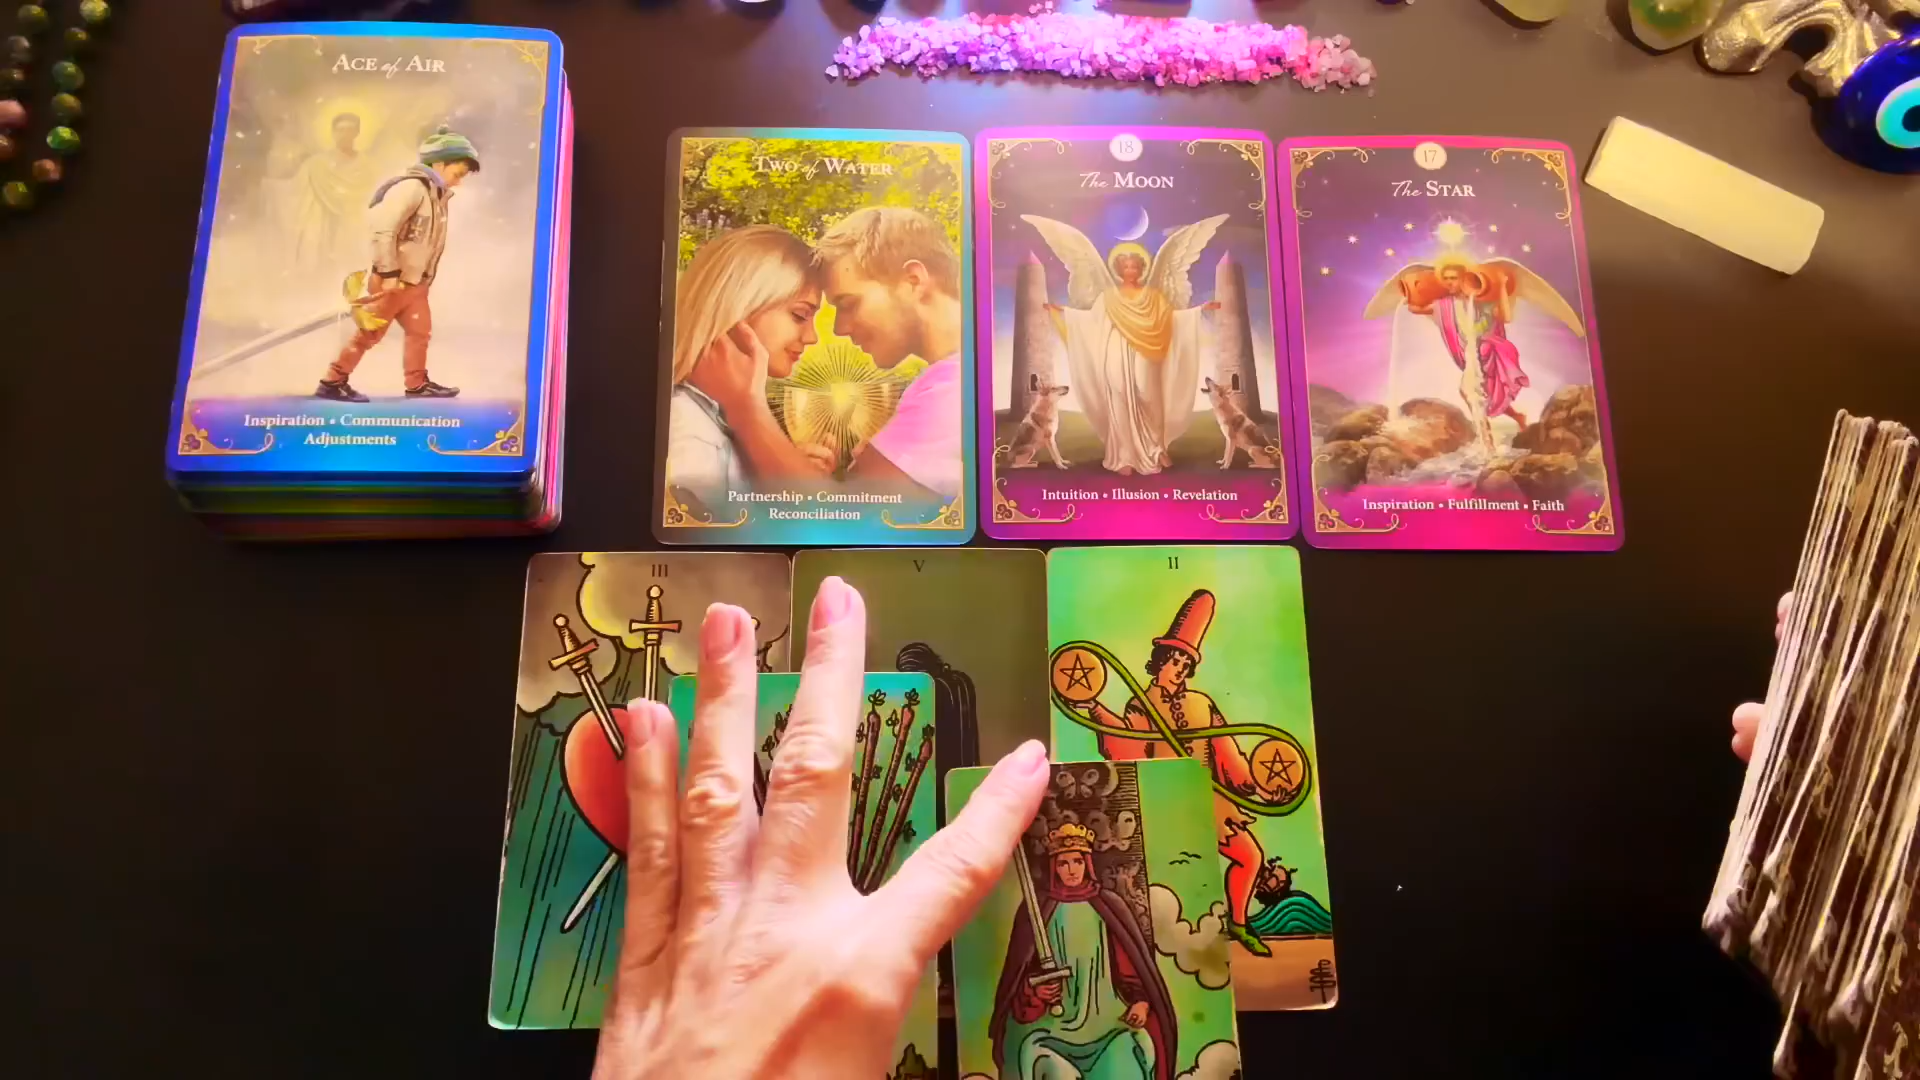 ACE of AIR
Inspiration • Communication
Adjustments
TWO of WATER
Partnership • Commitment
Reconciliation
18
The MOON
Intuition • Illusion • Revelation
17
The STAR
Inspiration • Fulfillment • Faith
III
V
II